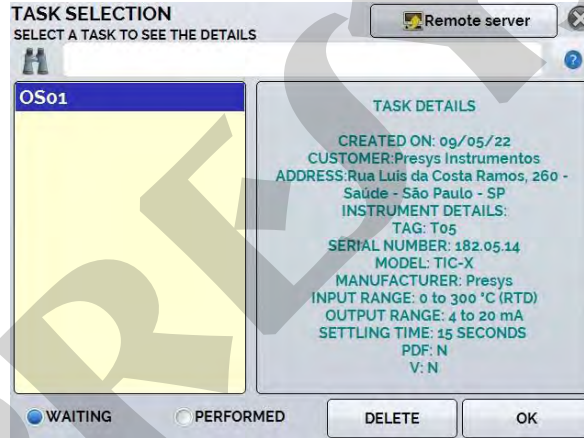 TASK SELECTION
SELECT A TASK TO SEE THE DETAILS
Remote server
?
OS01
TASK DETAILS
CREATED ON: 09/05/22
CUSTOMER:Presys Instrumentos
ADDRESS:Rua Luis da Costa Ramos, 260 -
Saúde - São Paulo - SP
INSTRUMENT DETAILS:
TAG: T05
SERIAL NUMBER: 182.05.14
MODEL: TIC-X
MANUFACTURER: Presys
INPUT RANGE: 0 to 300 °C (RTD)
OUTPUT RANGE: 4 to 20 mA
SETTLING TIME: 15 SECONDS
PDF: N
V: N
WAITING
PERFORMED
DELETE
OK